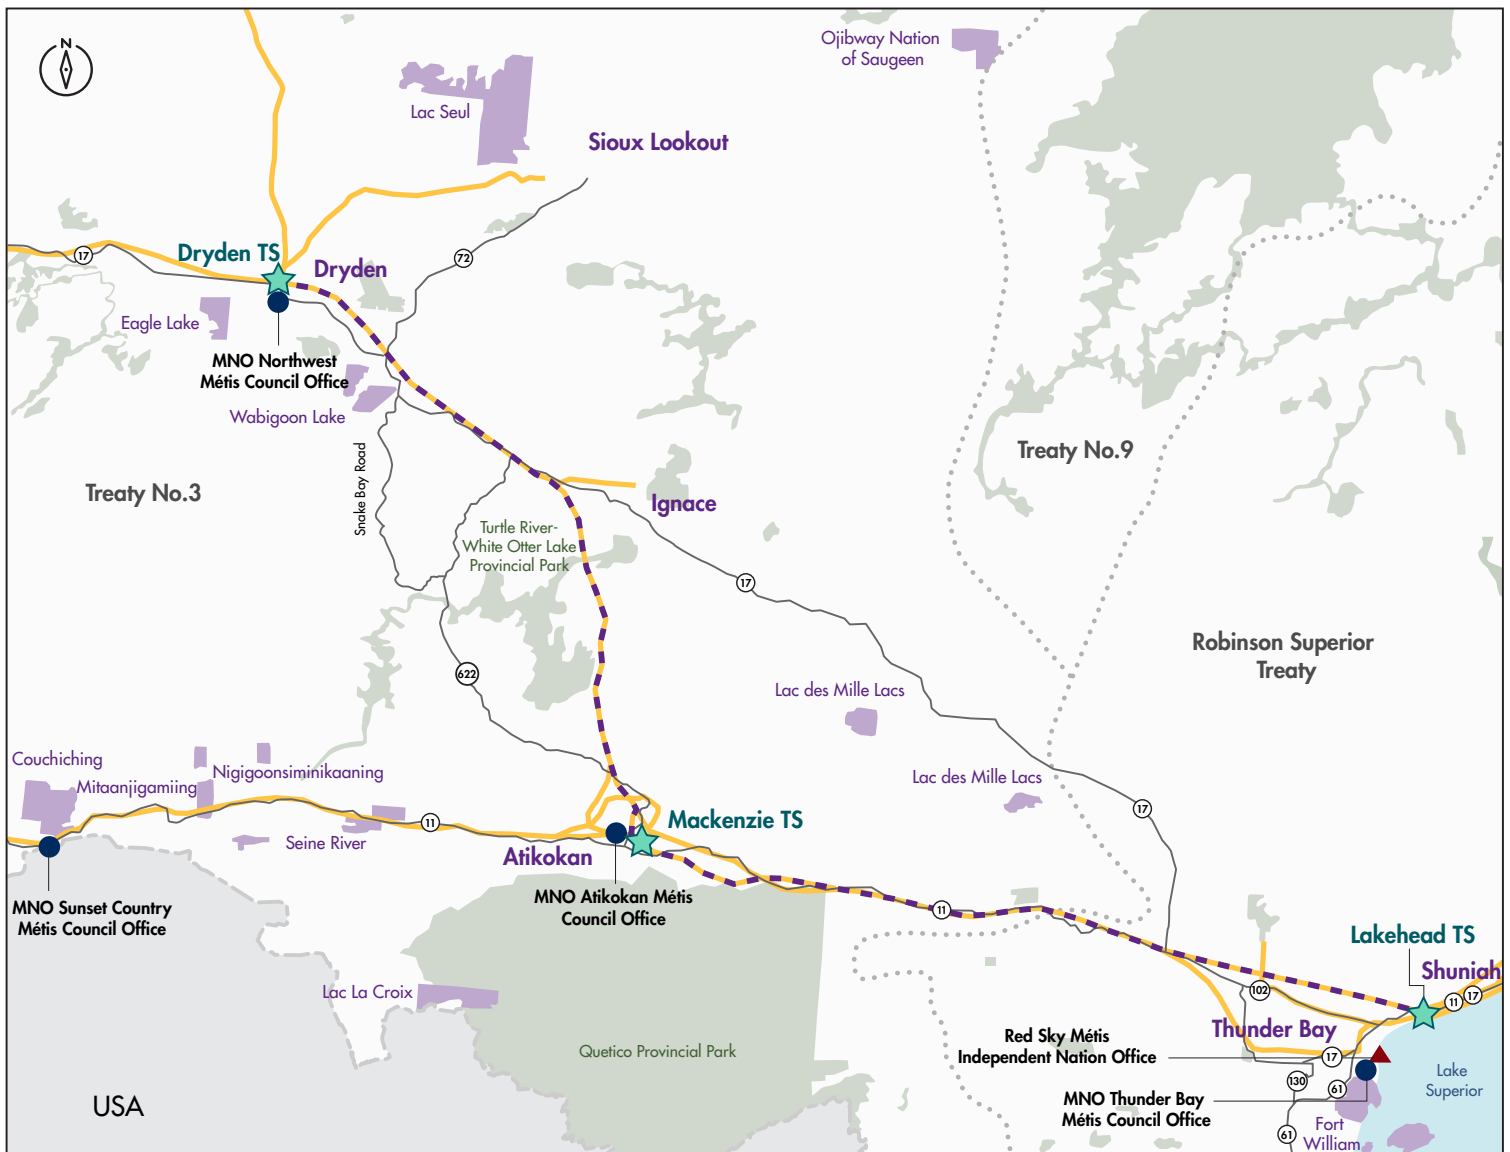 N
Ojibway Nation
of Saugeen
Lac Seul
Sioux Lookout
Dryden TS
17
72
Dryden
Eagle Lake
MNO Northwest
Métis Council Office
Wabigoon Lake
Snake Bay Road
Treaty No.9
Treaty No.3
Ignace
Turtle River-
White Otter Lake
Provincial Park
17
Robinson Superior
Treaty
622
Lac des Mille Lacs
Couchiching
Nigigoonsiminikaaning
Mitaanjigamiing
Lac des Mille Lacs
17
11
Mackenzie TS
Seine River
Atikokan
MNO Atikokan Métis
Council Office
MNO Sunset Country
Métis Council Office
11
Lakehead TS
Shuniah
Lac La Croix
102
11
17
Thunder Bay
Red Sky Métis
Independent Nation Office
17
Quetico Provincial Park
Lake
Superior
130
61
MNO Thunder Bay
Métis Council Office
USA
Fort
William
61